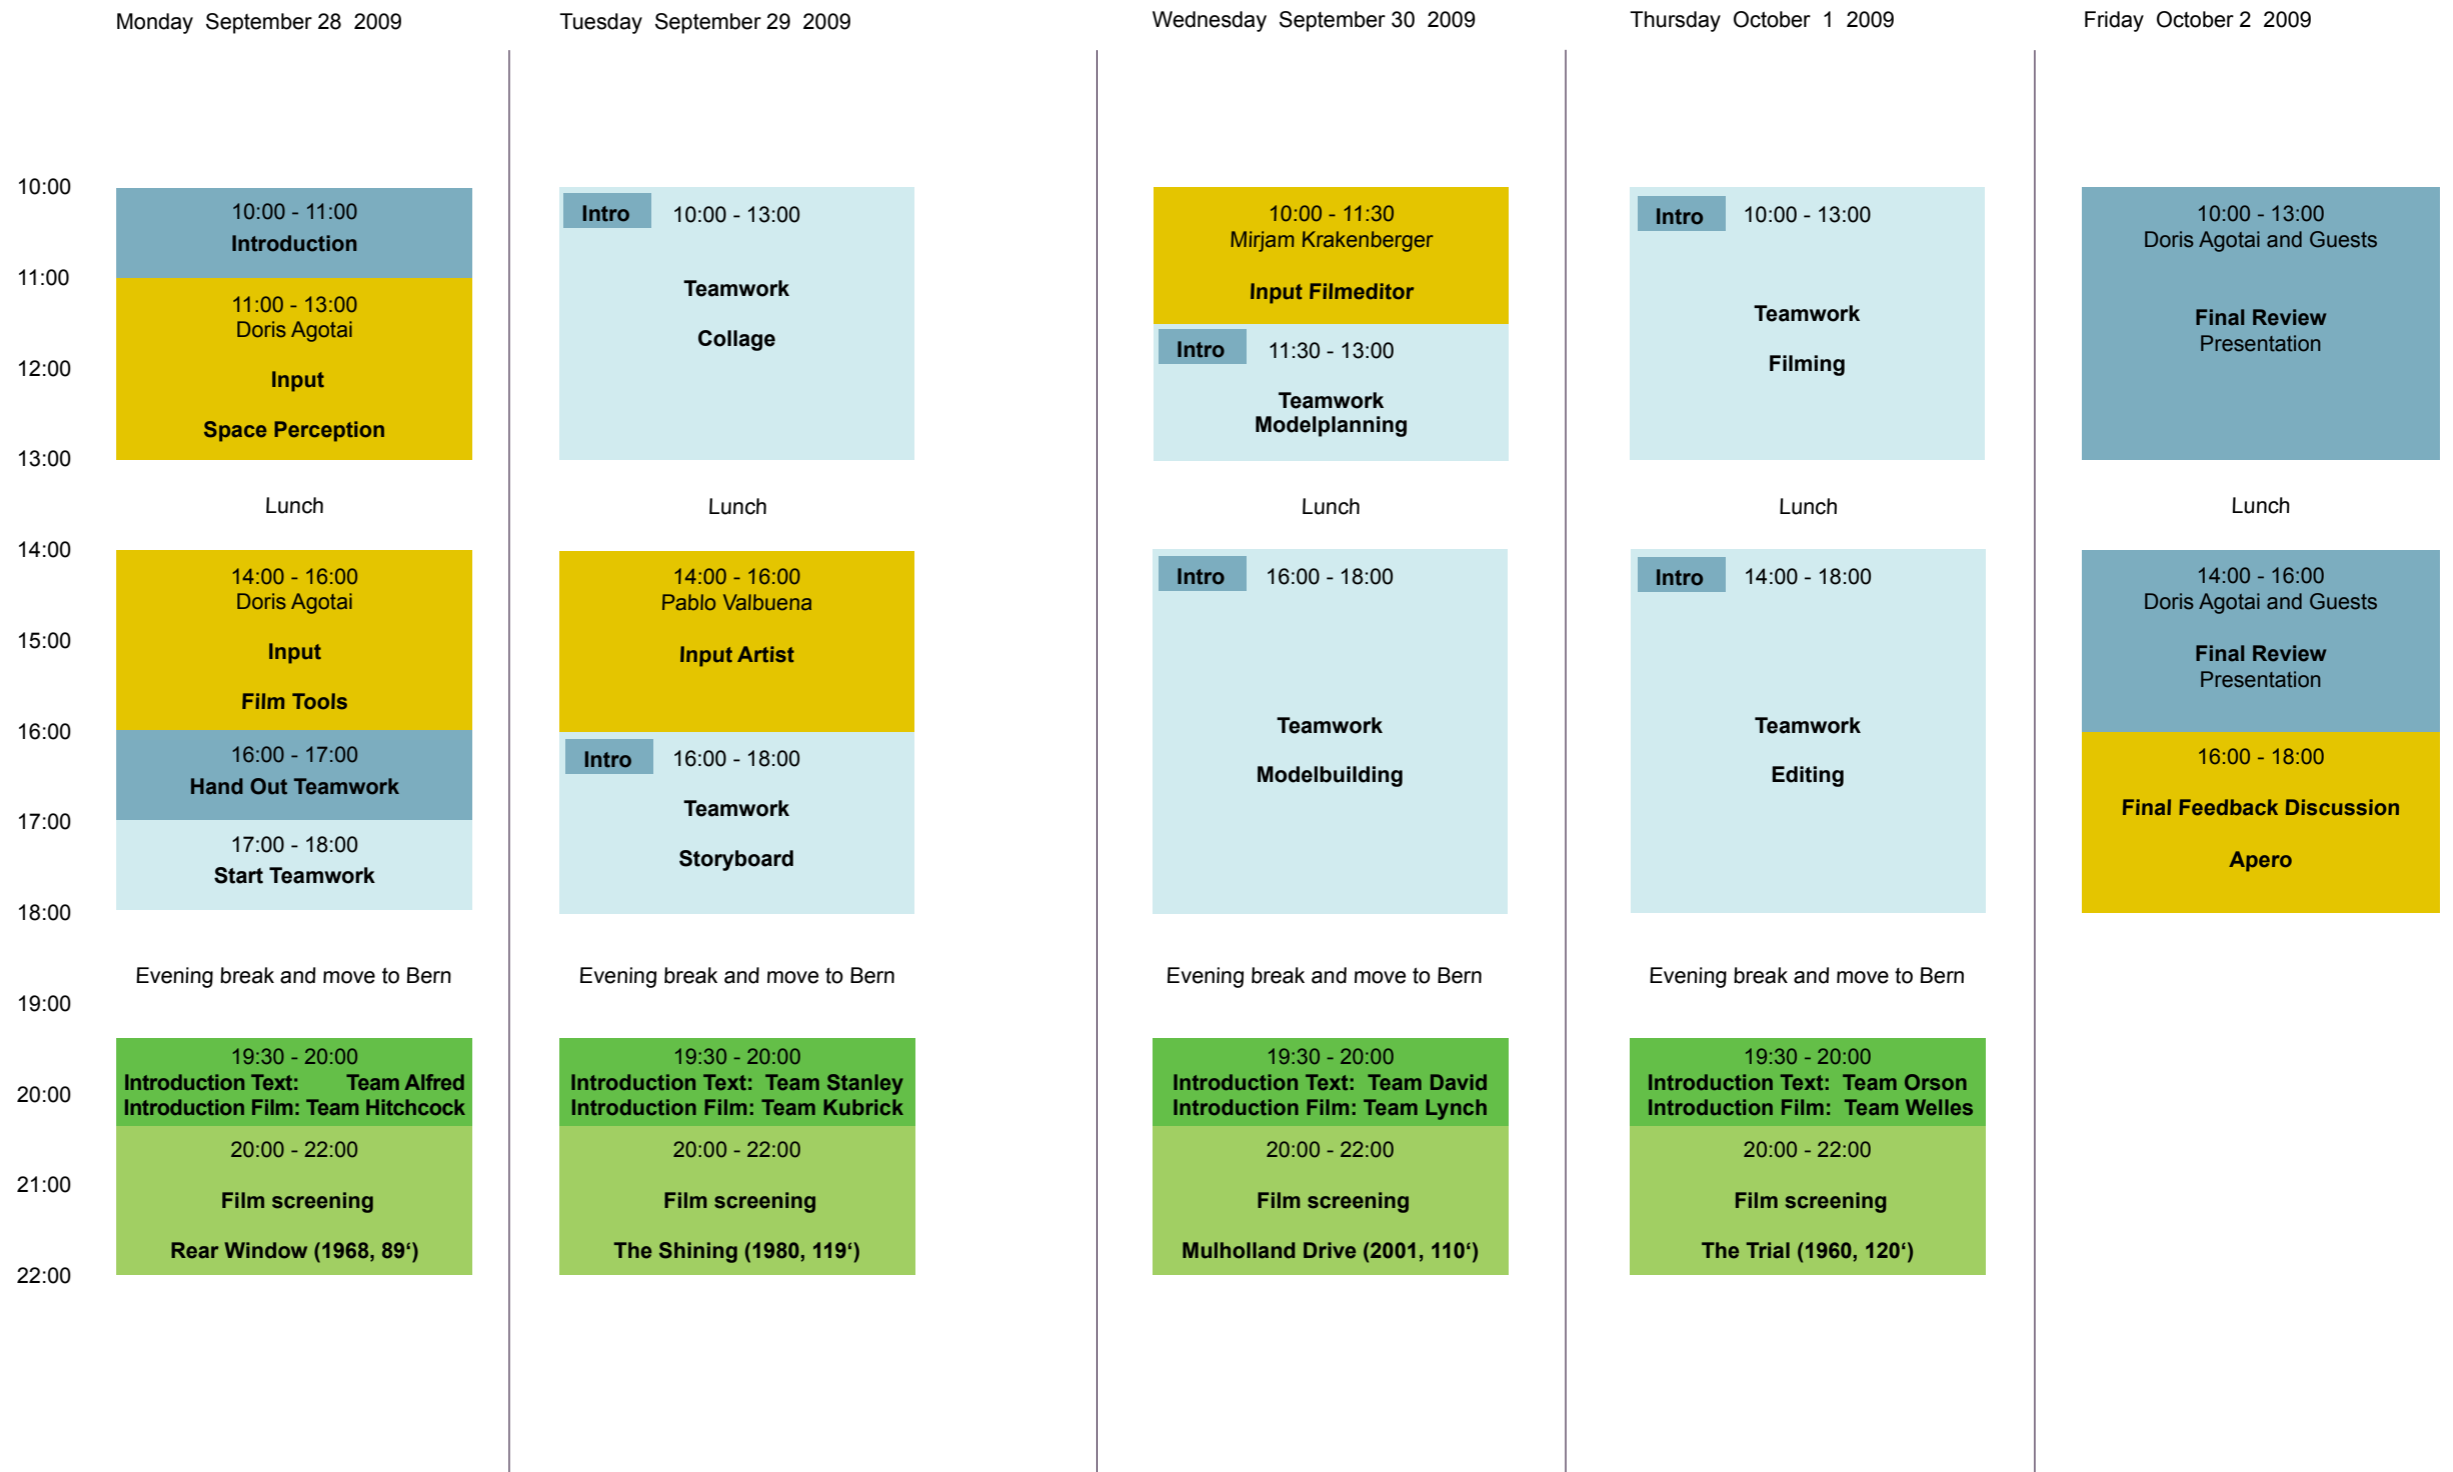 Monday  September 28  2009
Tuesday  September 29  2009
Wednesday  September 30  2009
Thursday  October  1  2009
Friday  October 2  2009
10:00
11:00
12:00
13:00
14:00
15:00
16:00
17:00
18:00
19:00
20:00
21:00
22:00
10:00 - 11:00
Introduction
11:00 - 13:00
Doris Agotai
Input
Space Perception
Lunch
14:00 - 16:00
Doris Agotai
Input
Film Tools
16:00 - 17:00
Hand Out Teamwork
17:00 - 18:00
Start Teamwork
Evening break and move to Bern
19:30 - 20:00
Introduction Text: Team Alfred
Introduction Film: Team Hitchcock
20:00 - 22:00
Film screening
Rear Window (1968, 89‘)
Intro 10:00 - 13:00
Teamwork
Collage
Lunch
14:00 - 16:00
Pablo Valbuena
Input Artist
Intro 16:00 - 18:00
Teamwork
Storyboard
Evening break and move to Bern
19:30 - 20:00
Introduction Text: Team Stanley
Introduction Film: Team Kubrick
20:00 - 22:00
Film screening
The Shining (1980, 119‘)
10:00 - 11:30
Mirjam Krakenberger
Input Filmeditor
Intro 11:30 - 13:00
Teamwork
Modelplanning
Lunch
Intro 16:00 - 18:00
Teamwork
Modelbuilding
Evening break and move to Bern
19:30 - 20:00
Introduction Text: Team David
Introduction Film: Team Lynch
20:00 - 22:00
Film screening
Mulholland Drive (2001, 110‘)
Intro 10:00 - 13:00
Teamwork
Filming
Lunch
Intro 14:00 - 18:00
Teamwork
Editing
Evening break and move to Bern
19:30 - 20:00
Introduction Text: Team Orson
Introduction Film: Team Welles
20:00 - 22:00
Film screening
The Trial (1960, 120‘)
10:00 - 13:00
Doris Agotai and Guests
Final Review
Presentation
Lunch
14:00 - 16:00
Doris Agotai and Guests
Final Review
Presentation
16:00 - 18:00
Final Feedback Discussion
Apero